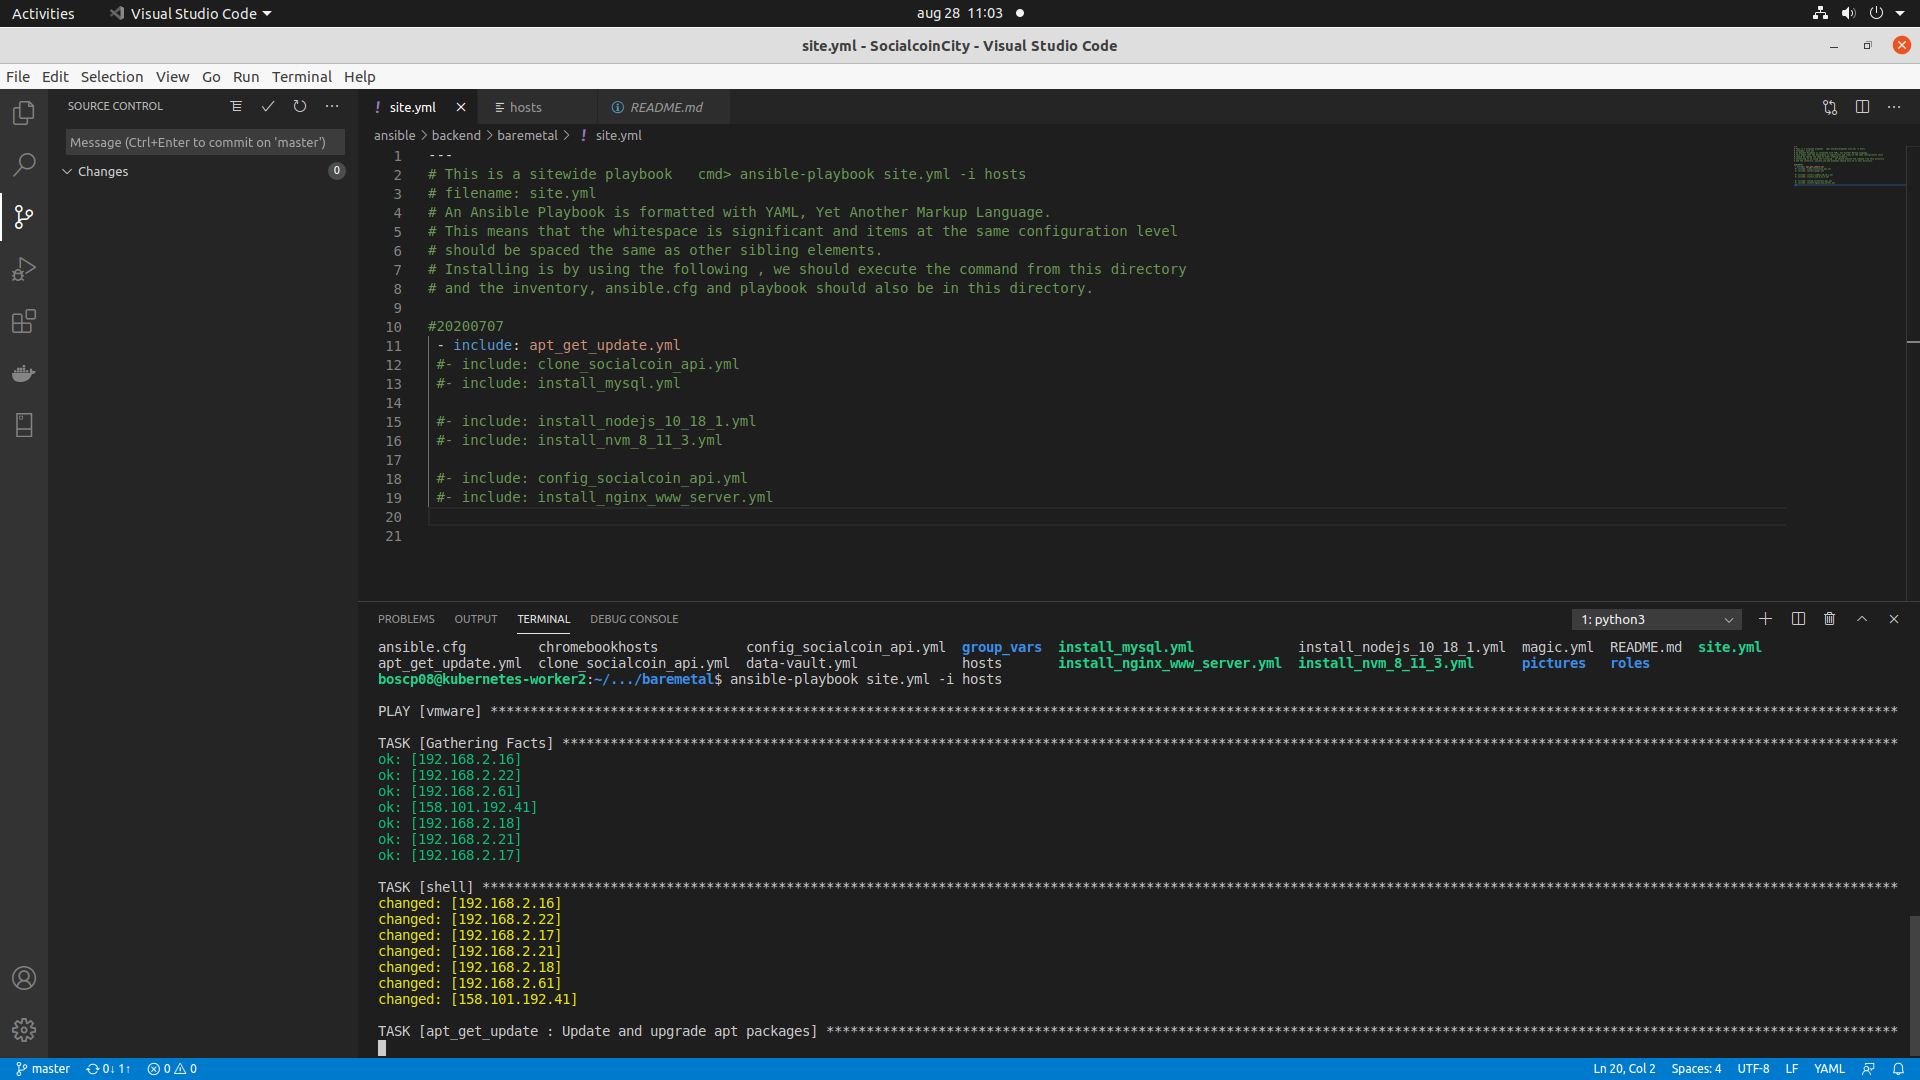 Activities Visual Studio Code aug 28 11:03
site.yml - SocialcoinCity - Visual Studio Code
File Edit Selection View Go Run Terminal Help
SOURCE CONTROL
Message (Ctrl+Enter to commit on 'master')
Changes 0
! site.yml hosts README.md
ansible > backend > baremetal > ! site.yml
1 ---
2 # This is a sitewide playbook   cmd> ansible-playbook site.yml -i hosts
3 # filename: site.yml
4 # An Ansible Playbook is formatted with YAML, Yet Another Markup Language.
5 # This means that the whitespace is significant and items at the same configuration level
6 # should be spaced the same as other sibling elements.
7 # Installing is by using the following , we should execute the command from this directory
8 # and the inventory, ansible.cfg and playbook should also be in this directory.
9
10 #20200707
11 - include: apt_get_update.yml
12 #- include: clone_socialcoin_api.yml
13 #- include: install_mysql.yml
14
15 #- include: install_nodejs_10_18_1.yml
16 #- include: install_nvm_8_11_3.yml
17
18 #- include: config_socialcoin_api.yml
19 #- include: install_nginx_www_server.yml
20
21
PROBLEMS OUTPUT TERMINAL DEBUG CONSOLE 1: python3
ansible.cfg chromebookhosts config_socialcoin_api.yml group_vars install_mysql.yml install_nodejs_10_18_1.yml magic.yml README.md site.yml
apt_get_update.yml clone_socialcoin_api.yml data-vault.yml hosts install_nginx_www_server.yml install_nvm_8_11_3.yml pictures roles
boscp08@kubernetes-worker2:~/.../baremetal$ ansible-playbook site.yml -i hosts
PLAY [vmware] ********************
TASK [Gathering Facts] ********************
ok: [192.168.2.16]
ok: [192.168.2.22]
ok: [192.168.2.61]
ok: [158.101.192.41]
ok: [192.168.2.18]
ok: [192.168.2.21]
ok: [192.168.2.17]
TASK [shell] ********************
changed: [192.168.2.16]
changed: [192.168.2.22]
changed: [192.168.2.17]
changed: [192.168.2.21]
changed: [192.168.2.18]
changed: [192.168.2.61]
changed: [158.101.192.41]
TASK [apt_get_update : Update and upgrade apt packages] ********************
master 0↓ 1↑ 0 0 Ln 20, Col 2 Spaces: 4 UTF-8 LF YAML